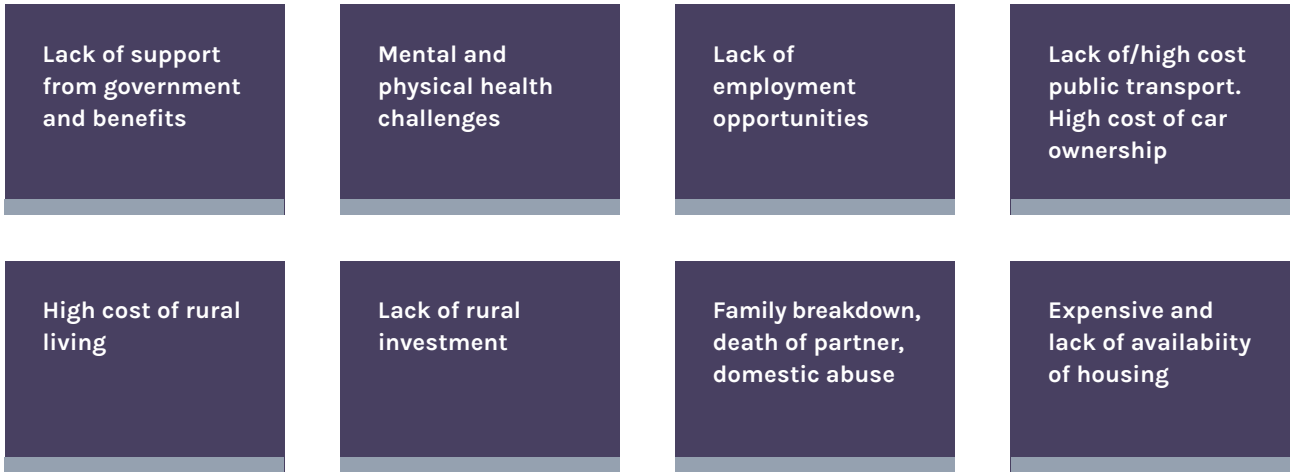 Lack of support
from government
and benefits
Mental and
physical health
challenges
Lack of
employment
opportunities
Lack of/high cost
public transport.
High cost of car
ownership
High cost of rural
living
Lack of rural
investment
Family breakdown,
death of partner,
domestic abuse
Expensive and
lack of availabiity
of housing